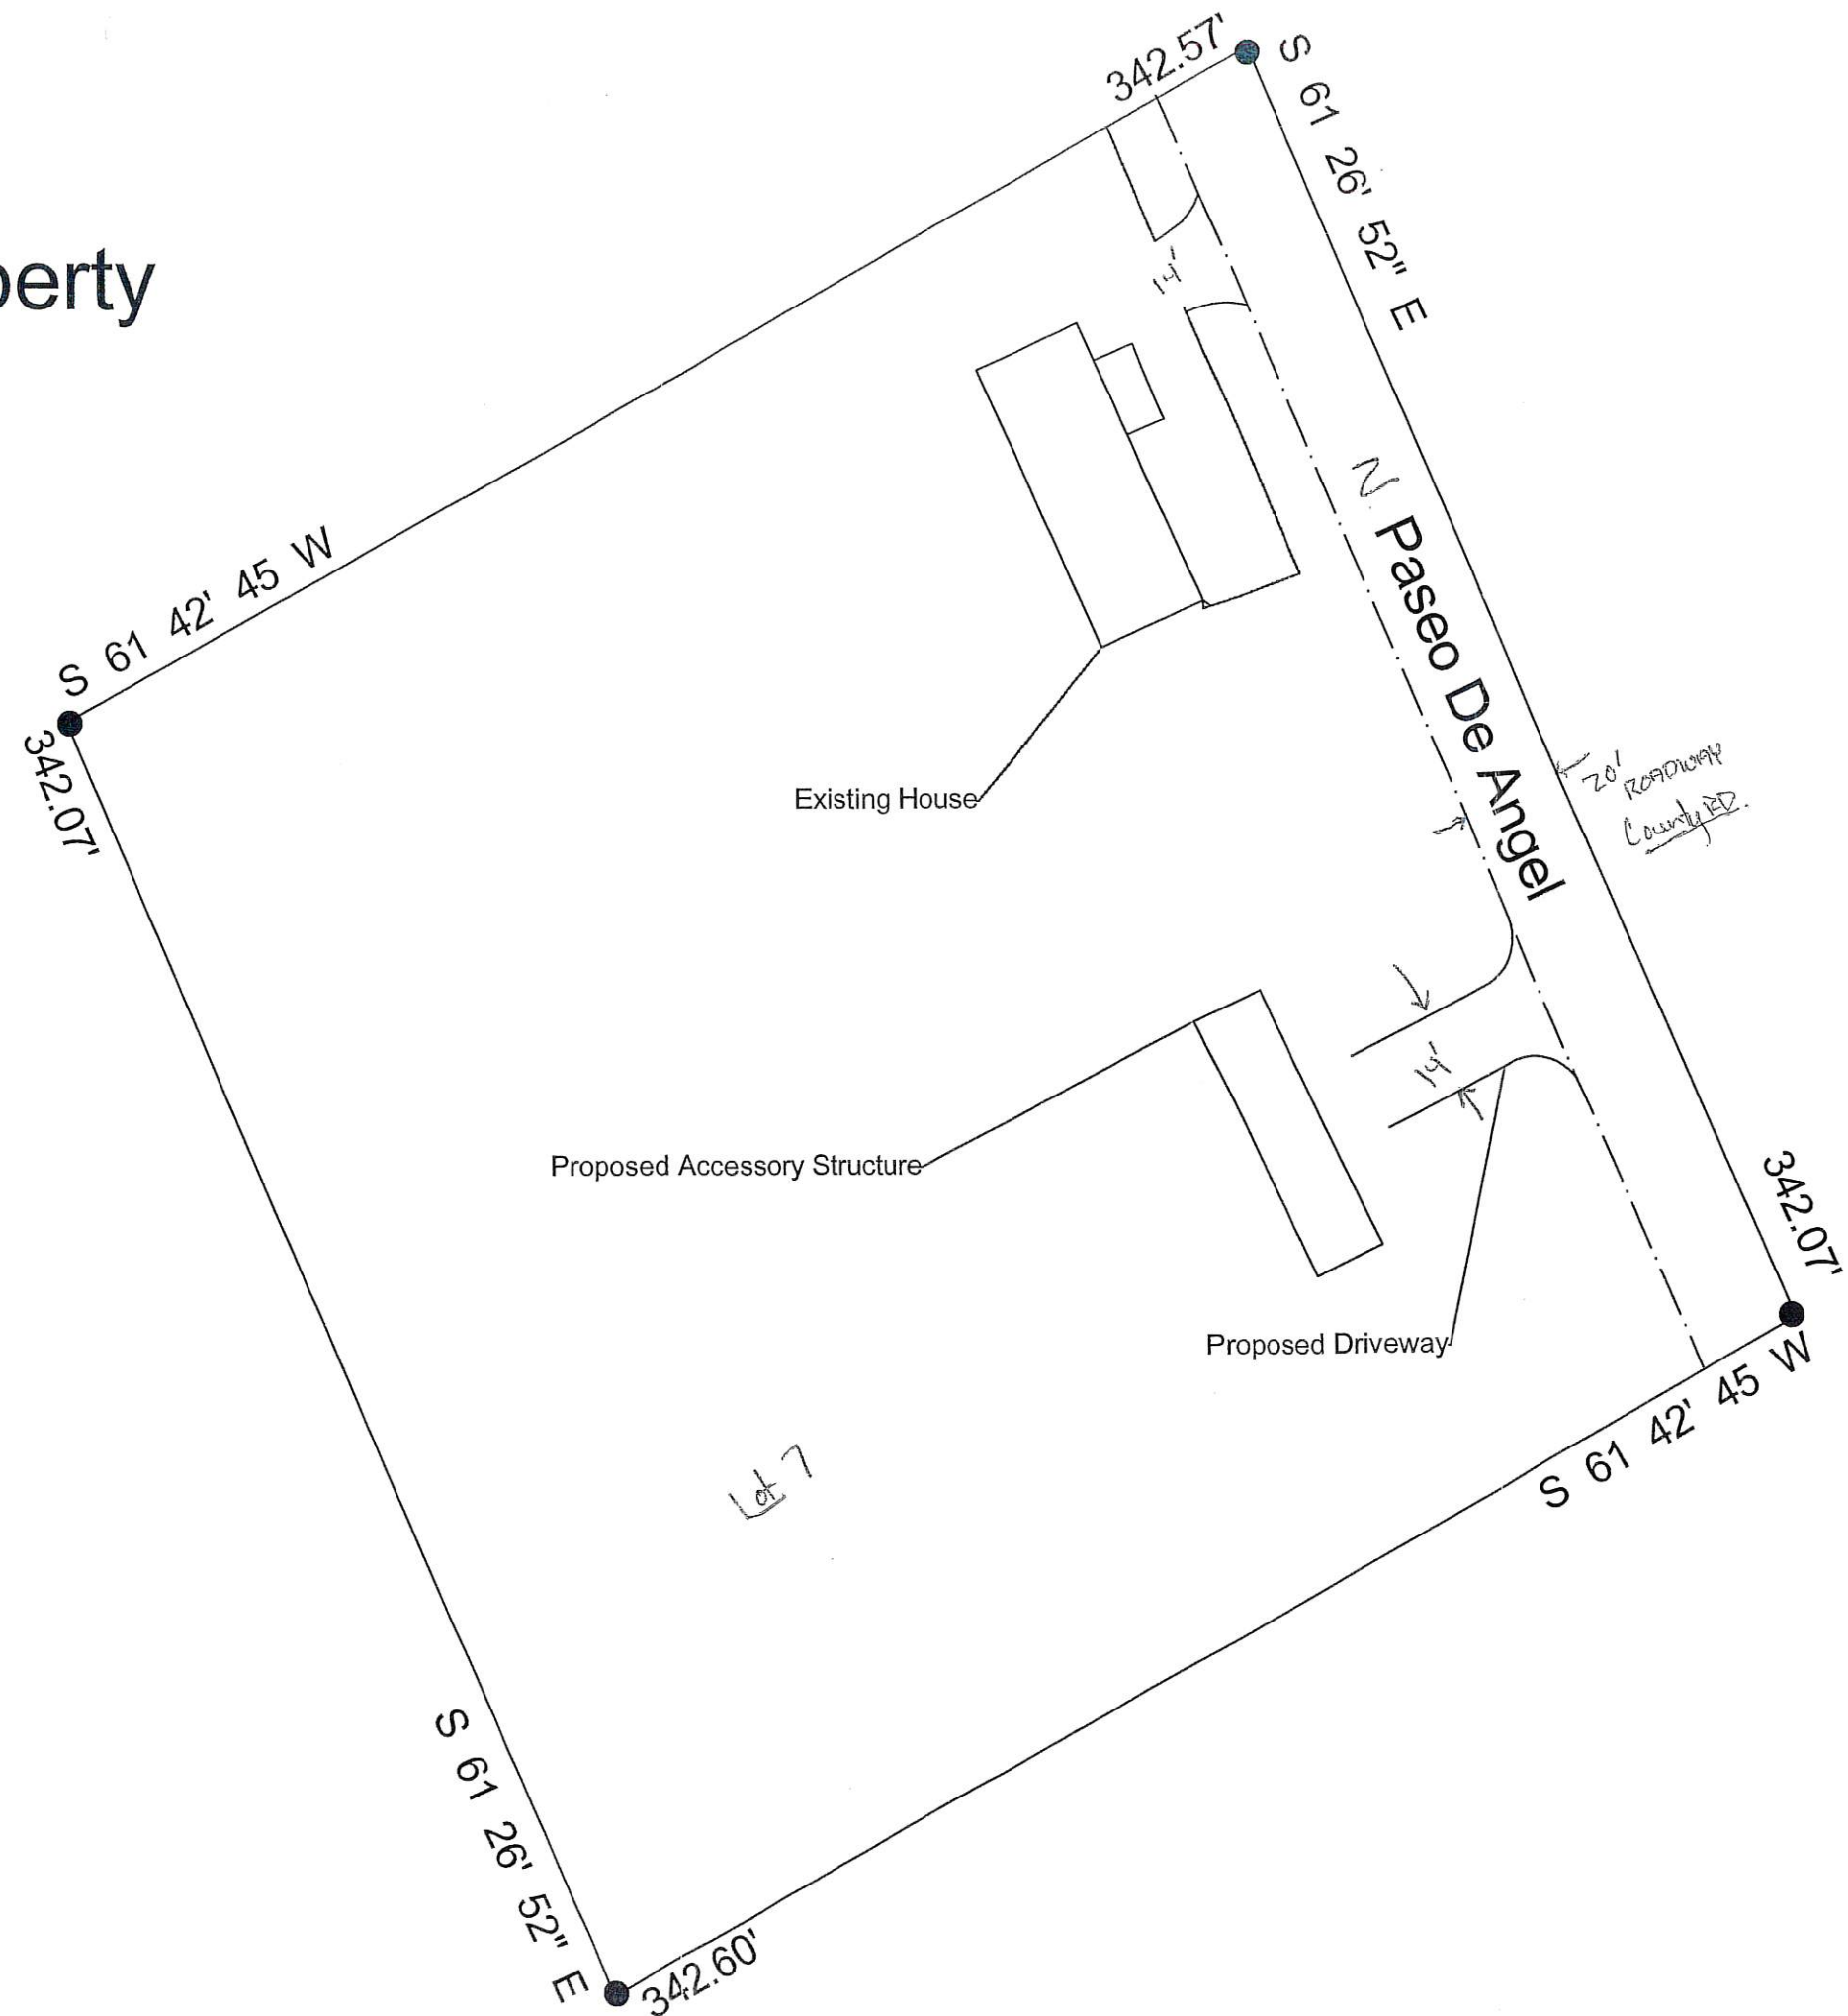 342.57'
S 61 26' 52" E
perty
14'
N Paseo De Angel
S 61 42' 45 W
342.07'
Existing House
20' ROADWAY
County RD.
14'
Proposed Accessory Structure
342.07'
Proposed Driveway
S 61 42' 45 W
Lot 7
S 61 26' 52" E
342.60'